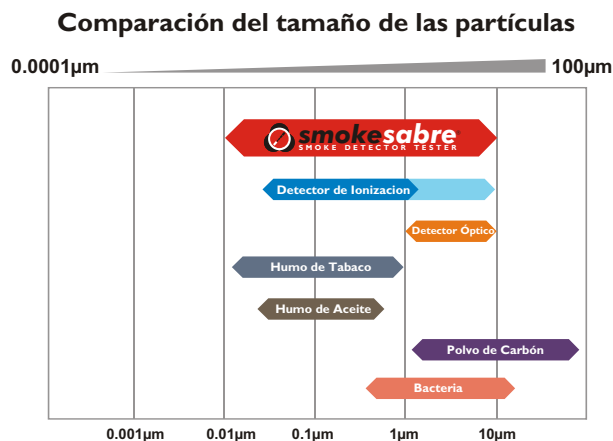 Comparación del tamaño de las partículas
0.0001µm 100µm
smokesabre®
SMOKE DETECTOR TESTER
Detector de Ionizacion
Detector Óptico
Humo de Tabaco
Humo de Aceite
Polvo de Carbón
Bacteria
0.001µm 0.01µm 0.1µm 1µm 10µm